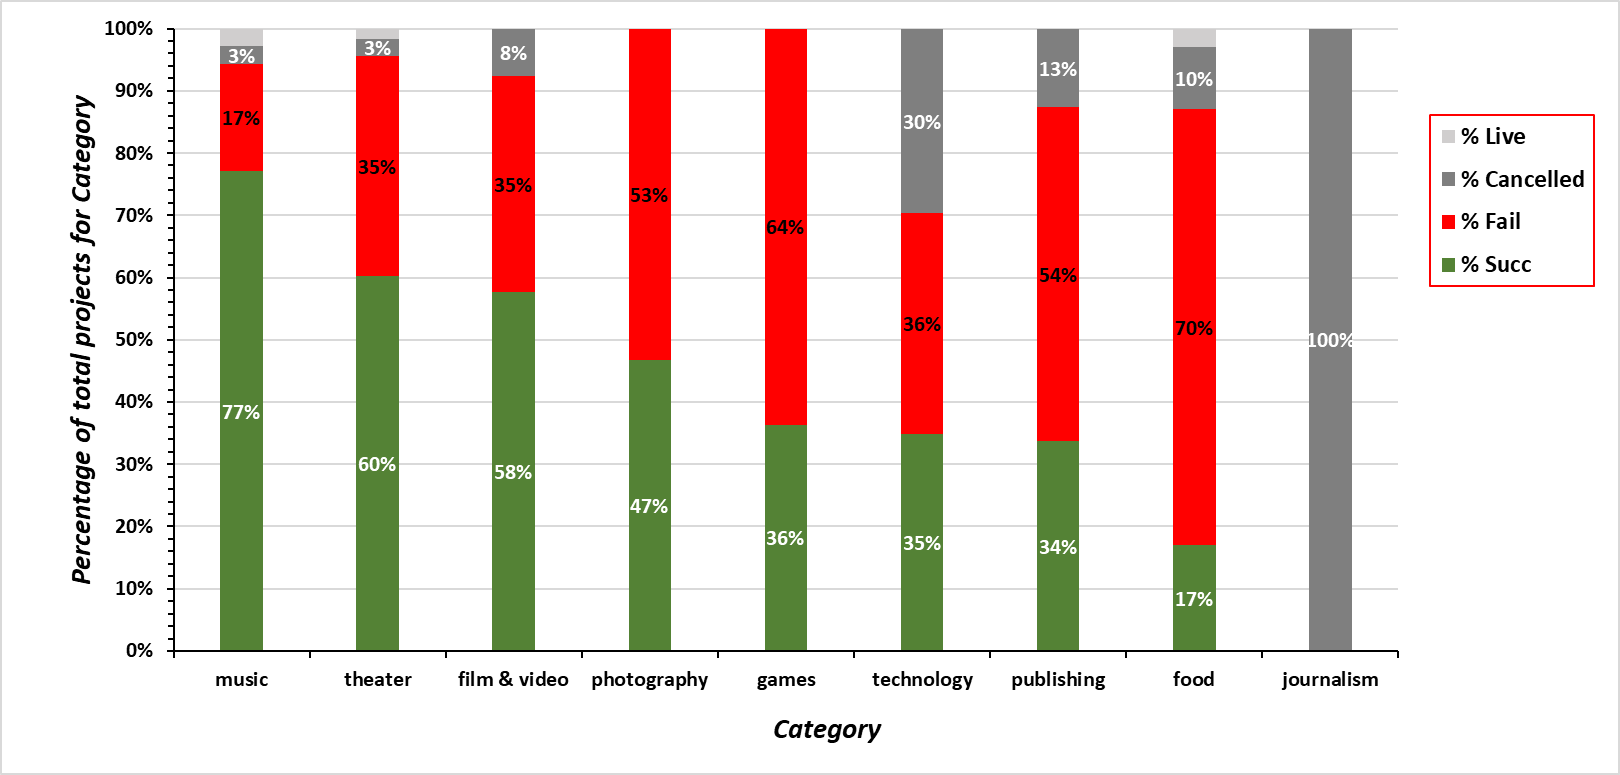 100%
90%
80%
70%
60%
50%
40%
30%
20%
10%
0%
Percentage of total projects for Category
3%
17%
77%
3%
35%
60%
8%
35%
58%
53%
47%
64%
36%
30%
36%
35%
13%
54%
34%
10%
70%
17%
100%
music
theater
film & video
photography
games
technology
publishing
food
journalism
Category
% Live
% Cancelled
% Fail
% Succ